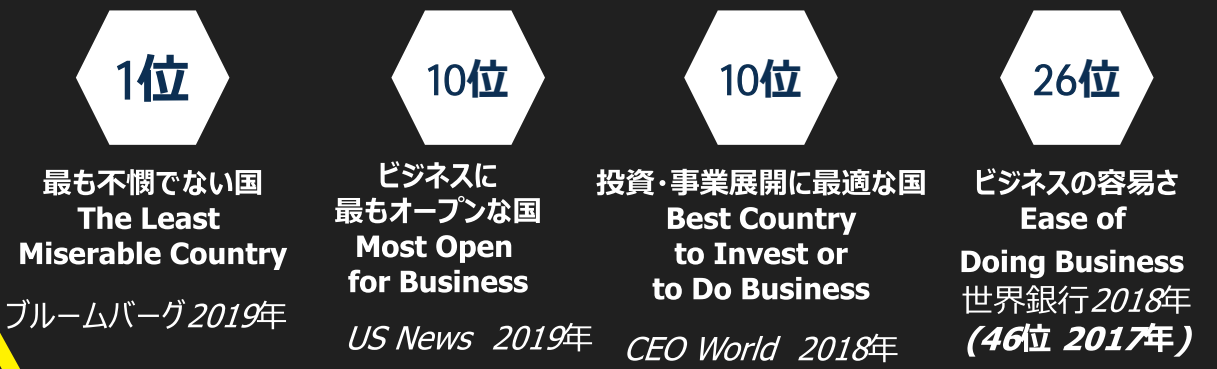 1位
最も不憫でない国
The Least
Miserable Country
ブルームバーグ2019年
10位
ビジネスに
最もオープンな国
Most Open
for Business
US News 2019年
10位
投資・事業展開に最適な国
Best Country
to Invest or
to Do Business
CEO World 2018年
26位
ビジネスの容易さ
Ease of
Doing Business
世界銀行2018年
(46位 2017年)